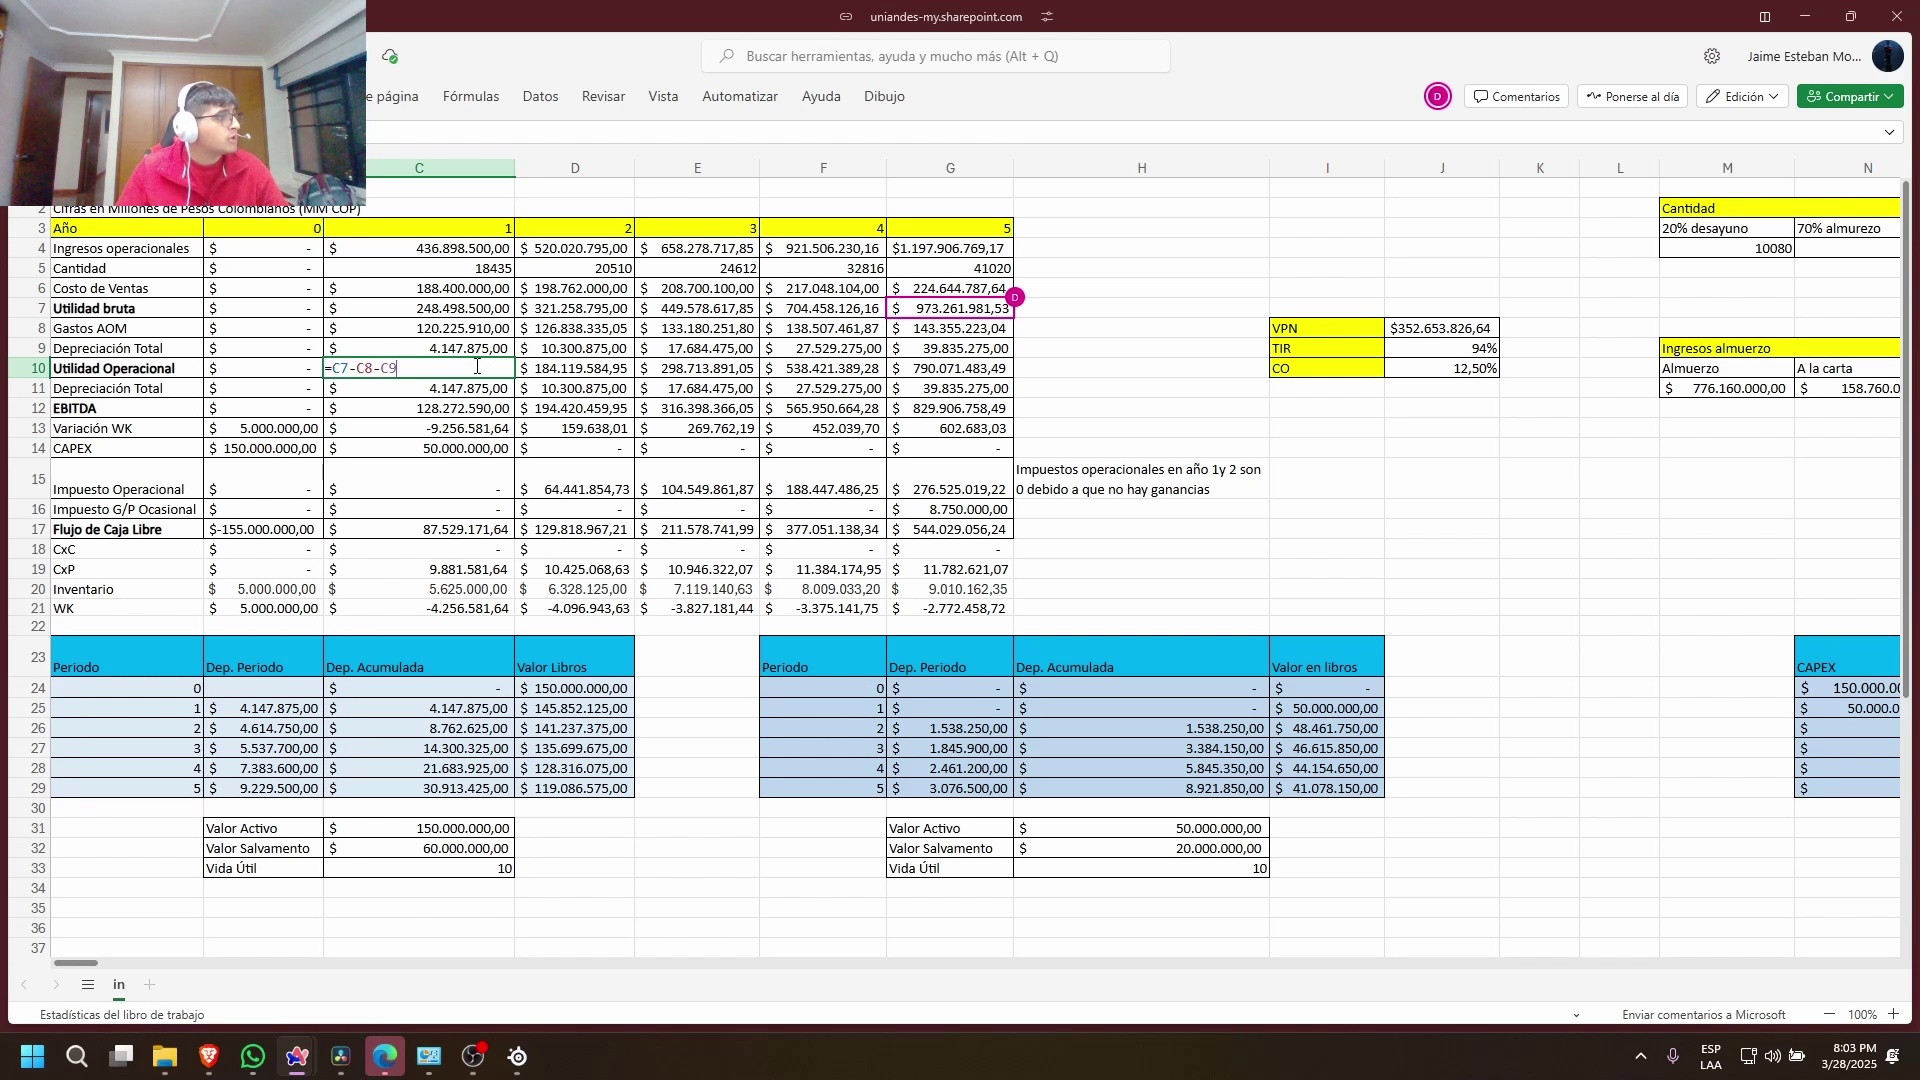 uniandes-my.sharepoint.com
Buscar herramientas, ayuda y mucho más (Alt + Q)
Jaime Esteban Mo...
e página Fórmulas Datos Revisar Vista Automatizar Ayuda Dibujo
D Comentarios Ponerse al día Edición Compartir
C D E F G H I J K L M N
2 Cifras en Millones de Pesos Colombianos (MM COP) Cantidad
3 Año 0 1 2 3 4 5 20% desayuno 70% almurezo
4 Ingresos operacionales $ - $ 436.898.500,00 $ 520.020.795,00 $ 658.278.717,85 $ 921.506.230,16 $1.197.906.769,17 10080
5 Cantidad $ - 18435 20510 24612 32816 41020
6 Costo de Ventas $ - $ 188.400.000,00 $ 198.762.000,00 $ 208.700.100,00 $ 217.048.104,00 $ 224.644.787,64
7 Utilidad bruta $ - $ 248.498.500,00 $ 321.258.795,00 $ 449.578.617,85 $ 704.458.126,16 $ 973.261.981,53 D
8 Gastos AOM $ - $ 120.225.910,00 $ 126.838.335,05 $ 133.180.251,80 $ 138.507.461,87 $ 143.355.223,04 VPN $352.653.826,64
9 Depreciación Total $ - $ 4.147.875,00 $ 10.300.875,00 $ 17.684.475,00 $ 27.529.275,00 $ 39.835.275,00 TIR 94% Ingresos almuerzo
10 Utilidad Operacional $ - =C7-C8-C9 $ 184.119.584,95 $ 298.713.891,05 $ 538.421.389,28 $ 790.071.483,49 CO 12,50% Almuerzo A la carta
11 Depreciación Total $ - $ 4.147.875,00 $ 10.300.875,00 $ 17.684.475,00 $ 27.529.275,00 $ 39.835.275,00 $ 776.160.000,00 $ 158.760.0
12 EBITDA $ - $ 128.272.590,00 $ 194.420.459,95 $ 316.398.366,05 $ 565.950.664,28 $ 829.906.758,49
13 Variación WK $ 5.000.000,00 $ -9.256.581,64 $ 159.638,01 $ 269.762,19 $ 452.039,70 $ 602.683,03
14 CAPEX $ 150.000.000,00 $ 50.000.000,00 $ - $ - $ - $ -
15 Impuesto Operacional $ - $ - $ 64.441.854,73 $ 104.549.861,87 $ 188.447.486,25 $ 276.525.019,22 Impuestos operacionales en año 1y 2 son
0 debido a que no hay ganancias
16 Impuesto G/P Ocasional $ - $ - $ - $ - $ - $ 8.750.000,00
17 Flujo de Caja Libre $-155.000.000,00 $ 87.529.171,64 $ 129.818.967,21 $ 211.578.741,99 $ 377.051.138,34 $ 544.029.056,24
18 CxC $ - $ - $ - $ - $ - $ -
19 CxP $ - $ 9.881.581,64 $ 10.425.068,63 $ 10.946.322,07 $ 11.384.174,95 $ 11.782.621,07
20 Inventario $ 5.000.000,00 $ 5.625.000,00 $ 6.328.125,00 $ 7.119.140,63 $ 8.009.033,20 $ 9.010.162,35
21 WK $ 5.000.000,00 $ -4.256.581,64 $ -4.096.943,63 $ -3.827.181,44 $ -3.375.141,75 $ -2.772.458,72
22
23 Periodo Dep. Periodo Dep. Acumulada Valor Libros Periodo Dep. Periodo Dep. Acumulada Valor en libros CAPEX
24 0 $ - $ 150.000.000,00 0 $ - $ - $ - $ 150.000.00
25 1 $ 4.147.875,00 $ 4.147.875,00 $ 145.852.125,00 1 $ - $ - $ 50.000.000,00 $ 50.000.0
26 2 $ 4.614.750,00 $ 8.762.625,00 $ 141.237.375,00 2 $ 1.538.250,00 $ 1.538.250,00 $ 48.461.750,00 $
27 3 $ 5.537.700,00 $ 14.300.325,00 $ 135.699.675,00 3 $ 1.845.900,00 $ 3.384.150,00 $ 46.615.850,00 $
28 4 $ 7.383.600,00 $ 21.683.925,00 $ 128.316.075,00 4 $ 2.461.200,00 $ 5.845.350,00 $ 44.154.650,00 $
29 5 $ 9.229.500,00 $ 30.913.425,00 $ 119.086.575,00 5 $ 3.076.500,00 $ 8.921.850,00 $ 41.078.150,00 $
30
31 Valor Activo $ 150.000.000,00 Valor Activo $ 50.000.000,00
32 Valor Salvamento $ 60.000.000,00 Valor Salvamento $ 20.000.000,00
33 Vida Útil 10 Vida Útil 10
34
35
36
37
in
Estadísticas del libro de trabajo Enviar comentarios a Microsoft 100%
ESP
LAA
8:03 PM
3/28/2025